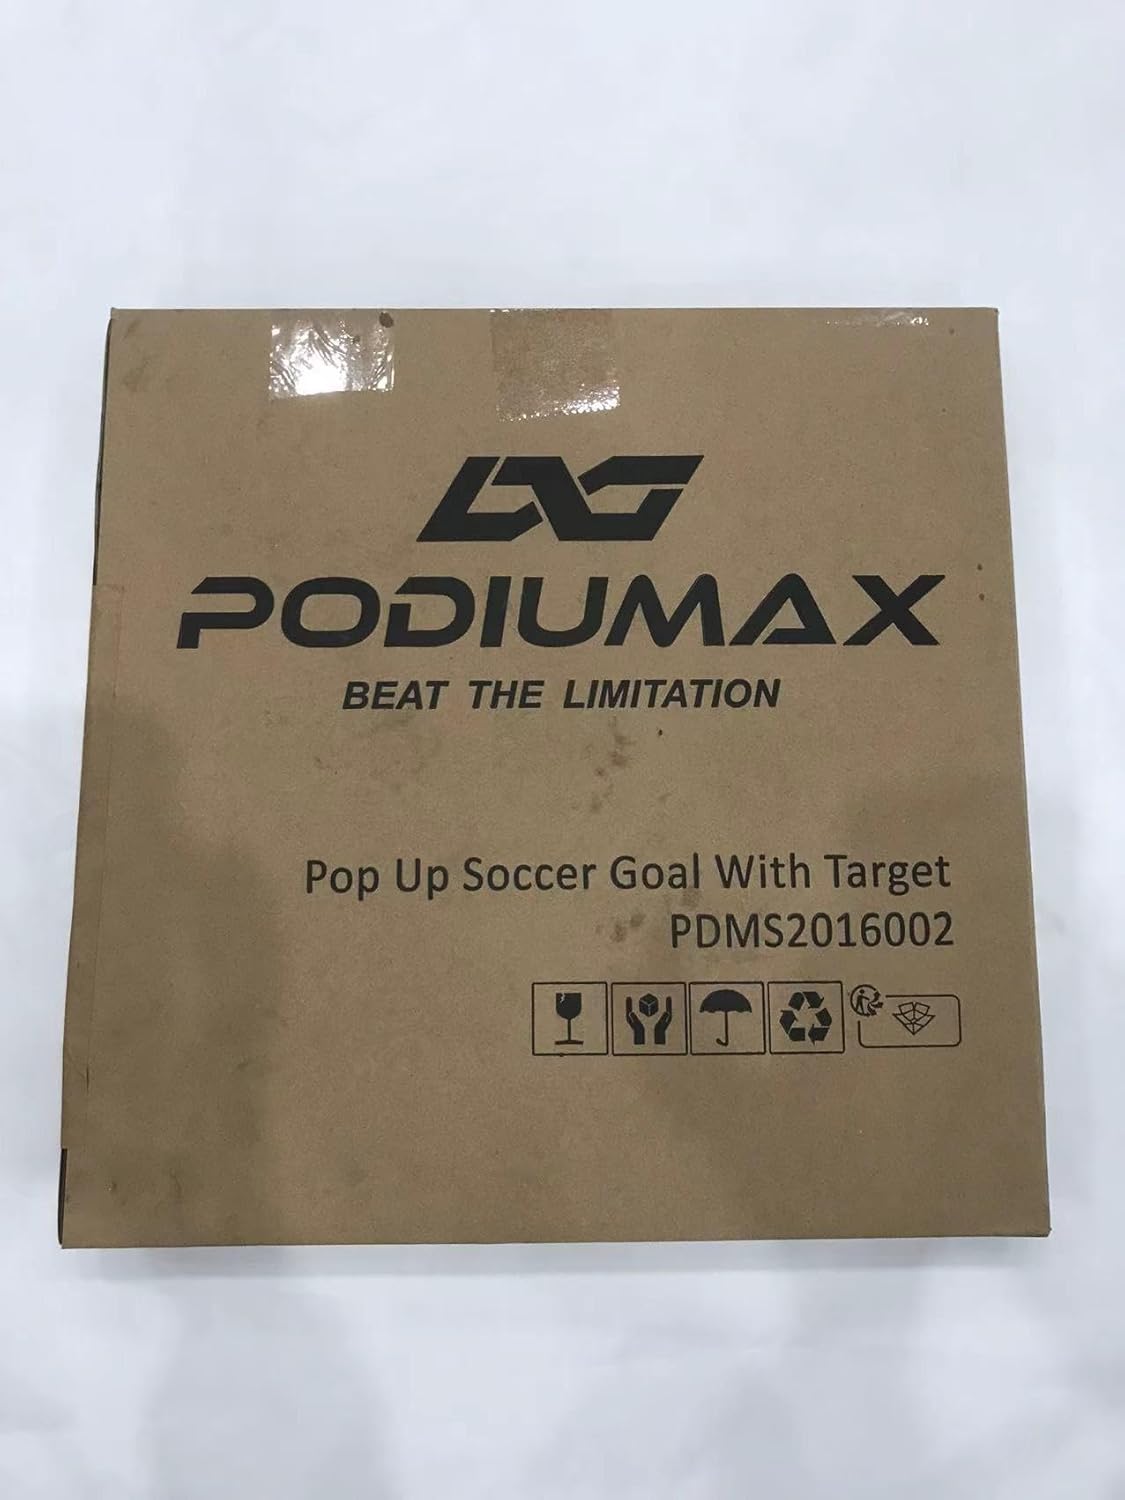 PODIUMAX
BEAT THE LIMITATION
Pop Up Soccer Goal With Target
PDMS2016002